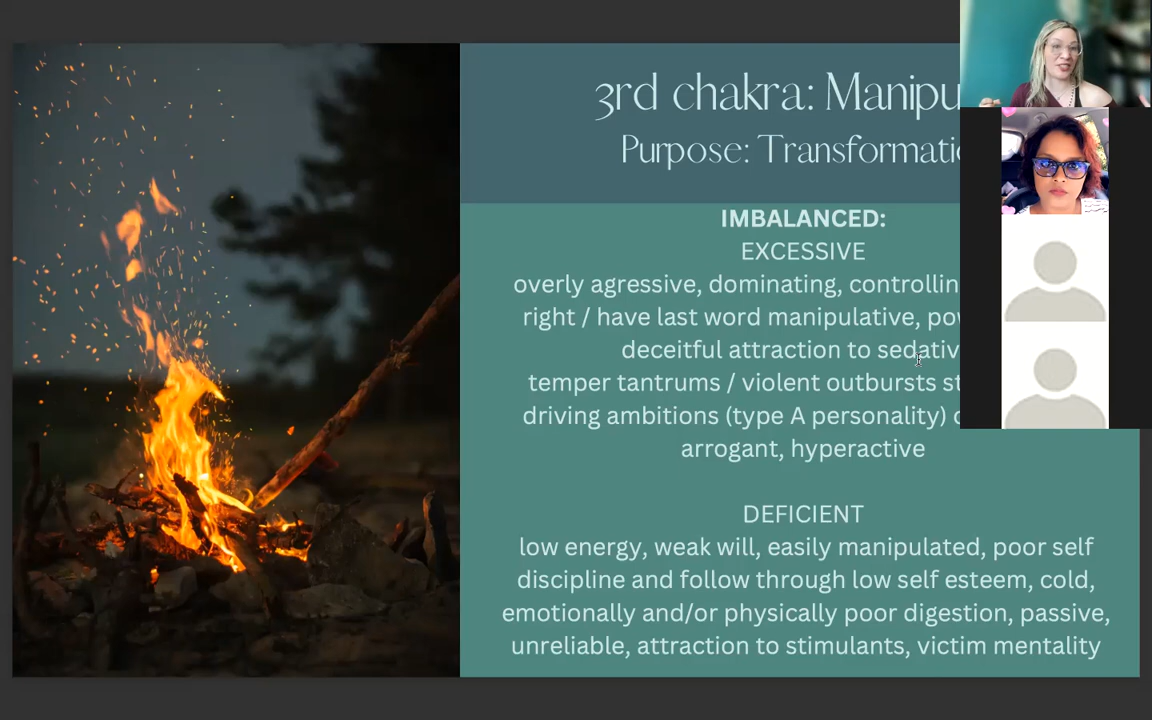 3rd chakra: Manipu
Purpose: Transformati
IMBALANCED:
EXCESSIVE
overly agressive, dominating, controllin
right / have last word manipulative, po
deceitful attraction to sedativ
temper tantrums / violent outbursts st
driving ambitions (type A personality)
arrogant, hyperactive
DEFICIENT
low energy, weak will, easily manipulated, poor self
discipline and follow through low self esteem, cold,
emotionally and/or physically poor digestion, passive,
unreliable, attraction to stimulants, victim mentality